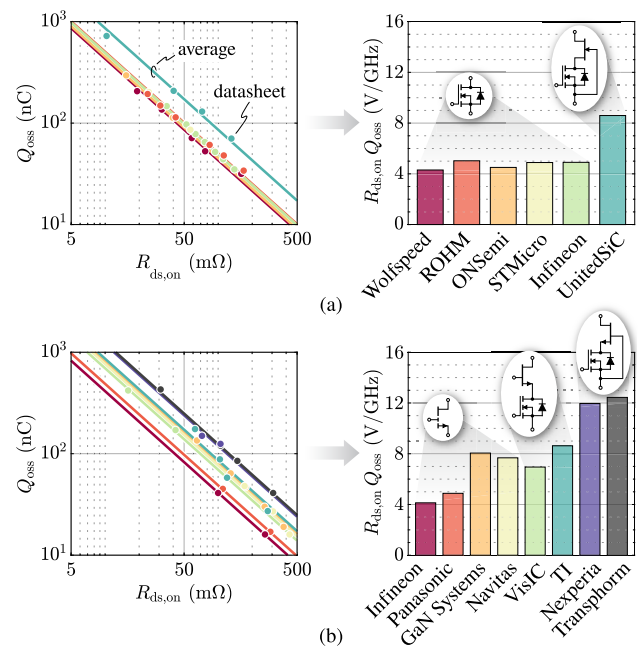 10³
10²
10¹
Q_oss (nC)
average
datasheet
5
50
500
R_ds,on (mΩ)
16
12
8
4
0
R_ds,on Q_oss (V/GHz)
Wolfspeed
ROHM
ONSemi
STMicro
Infineon
UnitedSiC
(a)
10³
10²
10¹
Q_oss (nC)
5
50
500
R_ds,on (mΩ)
16
12
8
4
0
R_ds,on Q_oss (V/GHz)
Infineon
Panasonic
GaN Systems
Navitas
VisIC
TI
Nexperia
Transphorm
(b)